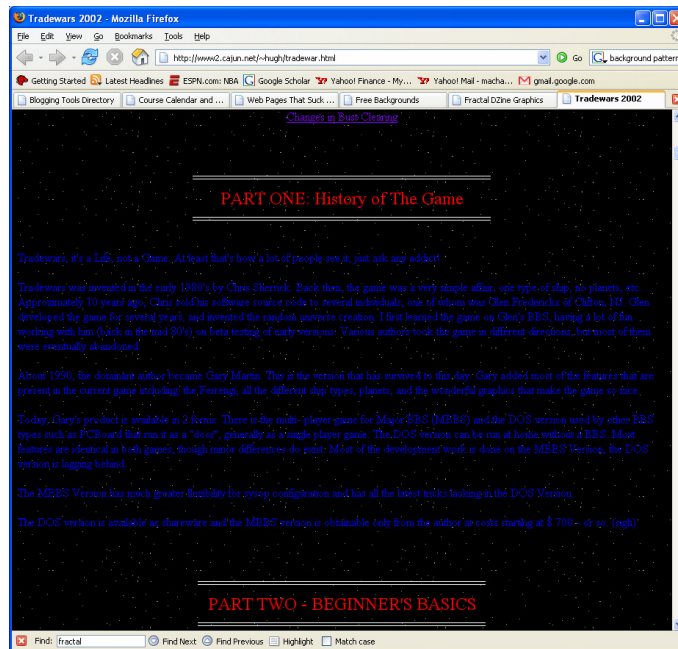 Tradewars 2002 - Mozilla Firefox
File Edit View Go Bookmarks Tools Help
http://www2.cajun.net/~hugh/tradewar.html Go background pattern
Getting Started Latest Headlines ESPN.com: NBA Google Scholar Yahoo! Finance - My... Yahoo! Mail - macha... gmail.google.com
Blogging Tools Directory Course Calendar and ... Web Pages That Suck ... Free Backgrounds Fractal DZine Graphics Tradewars 2002
Changes in Bust-Clearing
PART ONE: History of The Game
Tradewars, it's a Life, not a Game. At least that's how a lot of people see it, just ask any addict!
Tradewars was invented in the early 1980's by Chris Sherrick. Back then, the game was a very simple affair, one type of ship, no planets, etc.
Approximately 10 years ago, Chris sold his software source code to several individuals, one of whom was Glen Fredericks of Clifton, NJ. Glen
developed the game for several years, and invented the random universe creation. I first learned the game on Glen's BBS, having a lot of fun
working with him (back in the mid 80's) on beta testing of early versions. Various authors took the game in different directions, but most of them
were eventually abandoned.
About 1990, the dominant author became Gary Martin. This is the version that has survived to this day. Gary added most of the features that are
present in the current game including the Ferrengi, all the different ship types, planets, and the wonderful graphics that make the game so nice.
Today, Gary's product is available in 2 forms. There is the multi-player game for Major BBS (MBBS) and the DOS version used by other BBS
types such as PCBoard that run it as a "door", generally as a single player game. The DOS version can be run at home without a BBS. Most
features are identical in both games, though minor differences do exist. Most of the development work is done on the MBBS Version, the DOS
version is lagging behind.
The MBBS Version has much greater flexibility for sysop configuration and has all the latest tricks lacking in the DOS Version.
The DOS version is available as shareware and the MBBS version is obtainable only from the author at costs starting at $ 700-- or so. (ugh)
PART TWO - BEGINNER'S BASICS
Find: fractal Find Next Find Previous Highlight Match case